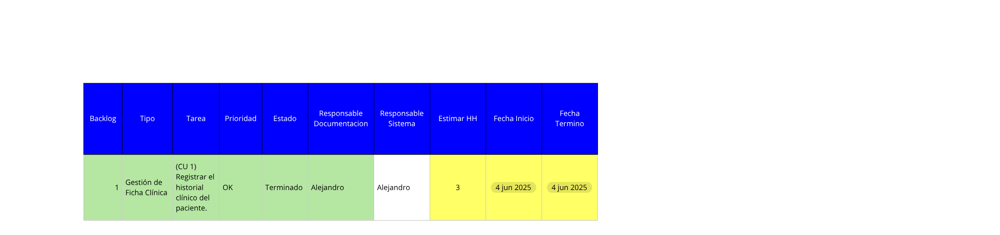 Backlog
Tipo
Tarea
Prioridad
Estado
Responsable
Documentacion
Responsable
Sistema
Estimar HH
Fecha Inicio
Fecha
Termino
1
Gestión de
Ficha Clínica
(CU 1)
Registrar el
historial
clínico del
paciente.
OK
Terminado
Alejandro
Alejandro
3
4 jun 2025
4 jun 2025